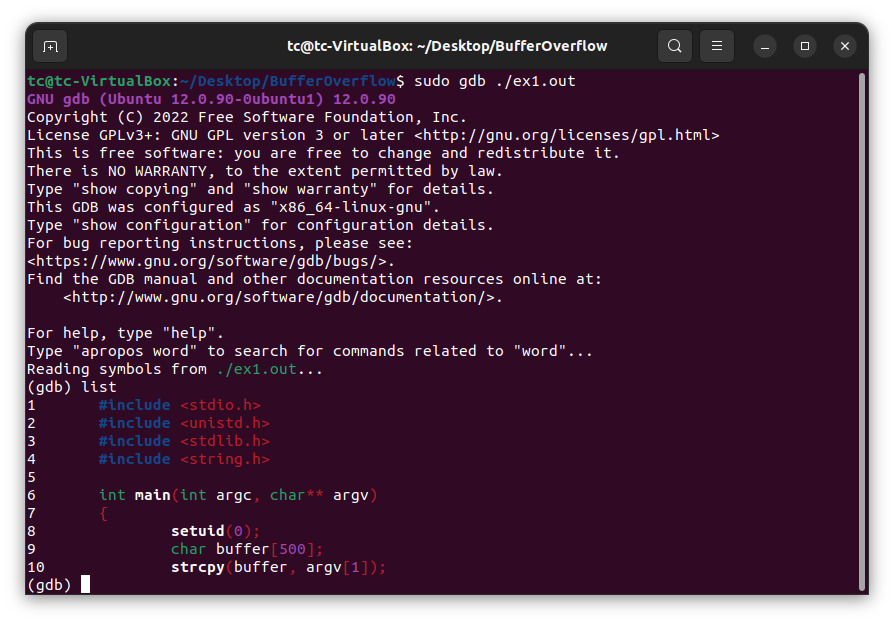 tc@tc-VirtualBox: ~/Desktop/BufferOverflow
tc@tc-VirtualBox:~/Desktop/BufferOverflow$ sudo gdb ./ex1.out
GNU gdb (Ubuntu 12.0.90-0ubuntu1) 12.0.90
Copyright (C) 2022 Free Software Foundation, Inc.
License GPLv3+: GNU GPL version 3 or later <http://gnu.org/licenses/gpl.html>
This is free software: you are free to change and redistribute it.
There is NO WARRANTY, to the extent permitted by law.
Type "show copying" and "show warranty" for details.
This GDB was configured as "x86_64-linux-gnu".
Type "show configuration" for configuration details.
For bug reporting instructions, please see:
<https://www.gnu.org/software/gdb/bugs/>.
Find the GDB manual and other documentation resources online at:
    <http://www.gnu.org/software/gdb/documentation/>.

For help, type "help".
Type "apropos word" to search for commands related to "word"...
Reading symbols from ./ex1.out...
(gdb) list
1       #include <stdio.h>
2       #include <unistd.h>
3       #include <stdlib.h>
4       #include <string.h>
5
6       int main(int argc, char** argv)
7       {
8               setuid(0);
9               char buffer[500];
10              strcpy(buffer, argv[1]);
(gdb)